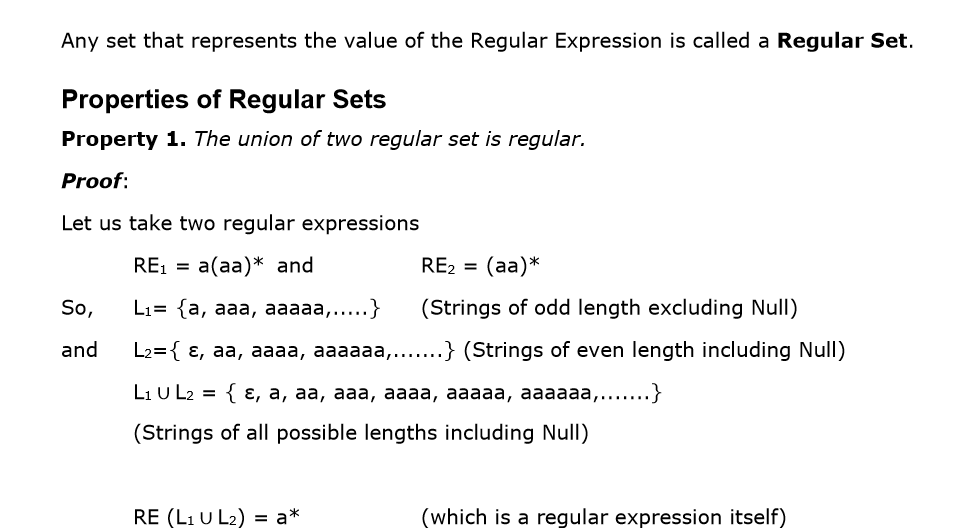 Any set that represents the value of the Regular Expression is called a Regular Set.
Properties of Regular Sets
Property 1. The union of two regular set is regular.
Proof:
Let us take two regular expressions
RE₁ = a(aa)* and RE₂ = (aa)*
So, L₁= {a, aaa, aaaaa,.....} (Strings of odd length excluding Null)
and L₂={ ε, aa, aaaa, aaaaaa,.......} (Strings of even length including Null)
L₁ ∪ L₂ = { ε, a, aa, aaa, aaaa, aaaaa, aaaaaa,.......}
(Strings of all possible lengths including Null)
RE (L₁ ∪ L₂) = a* (which is a regular expression itself)